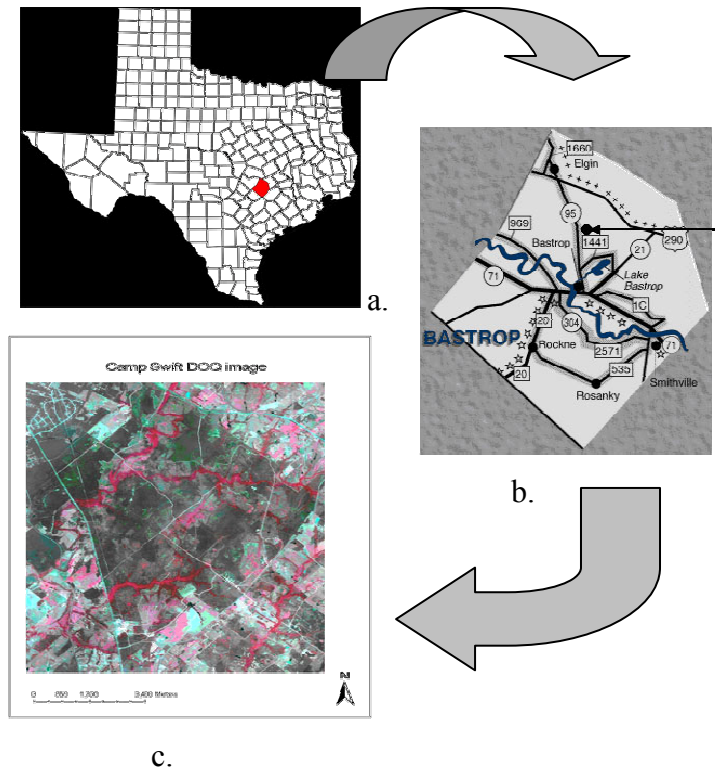 a.
1660
Elgin
95
969
1441
290
Bastrop
21
Lake
Bastrop
71
1C
20
304
BASTROP
Rockne
2571
71
535
20
Smithville
Rosanky
b.
Camp Swift DOQ image
N
0
c.